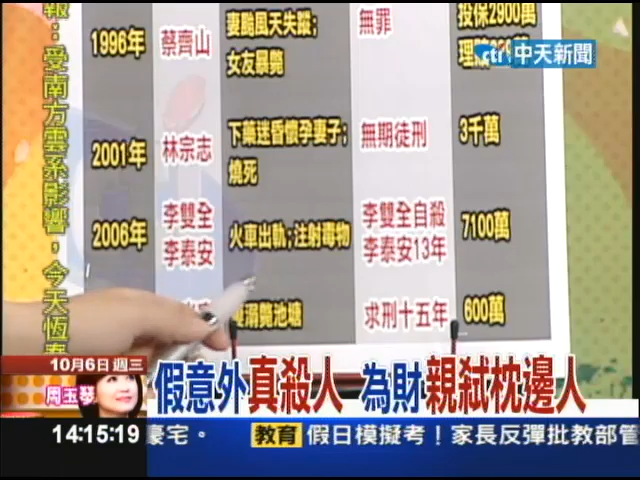 報：受南方雲系影響，今天恆春
1996年 蔡齊山 妻颱風天失蹤；女友暴斃 無罪 投保2900萬
ctv 中天新聞
2001年 林宗志 下藥迷昏懷孕妻子；燒死 無期徒刑 3千萬
2006年 李雙全 李泰安 火車出軌；注射毒物 李雙全自殺 李泰安13年 7100萬
溺斃池塘 求刑十五年 600萬
10月6日 週三
周玉琴
假意外真殺人 為財親弒枕邊人
14:15:19 豪宅。 教育 假日模擬考！家長反彈批教部管